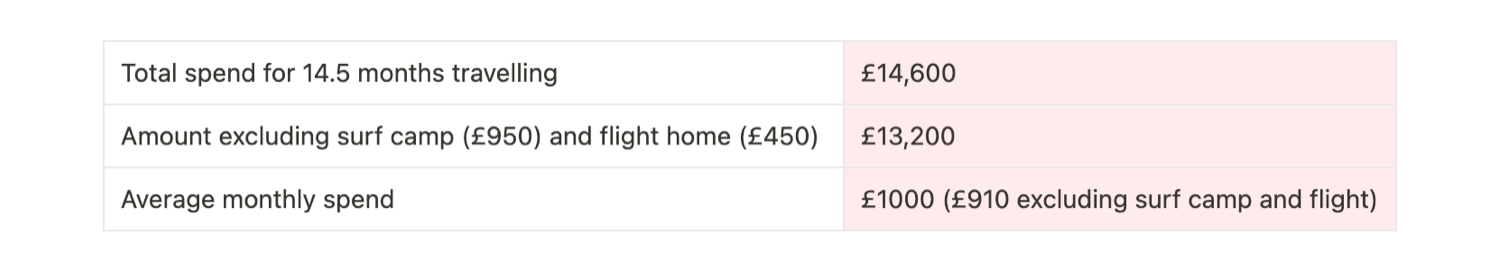 Total spend for 14.5 months travelling £14,600
Amount excluding surf camp (£950) and flight home (£450) £13,200
Average monthly spend £1000 (£910 excluding surf camp and flight)